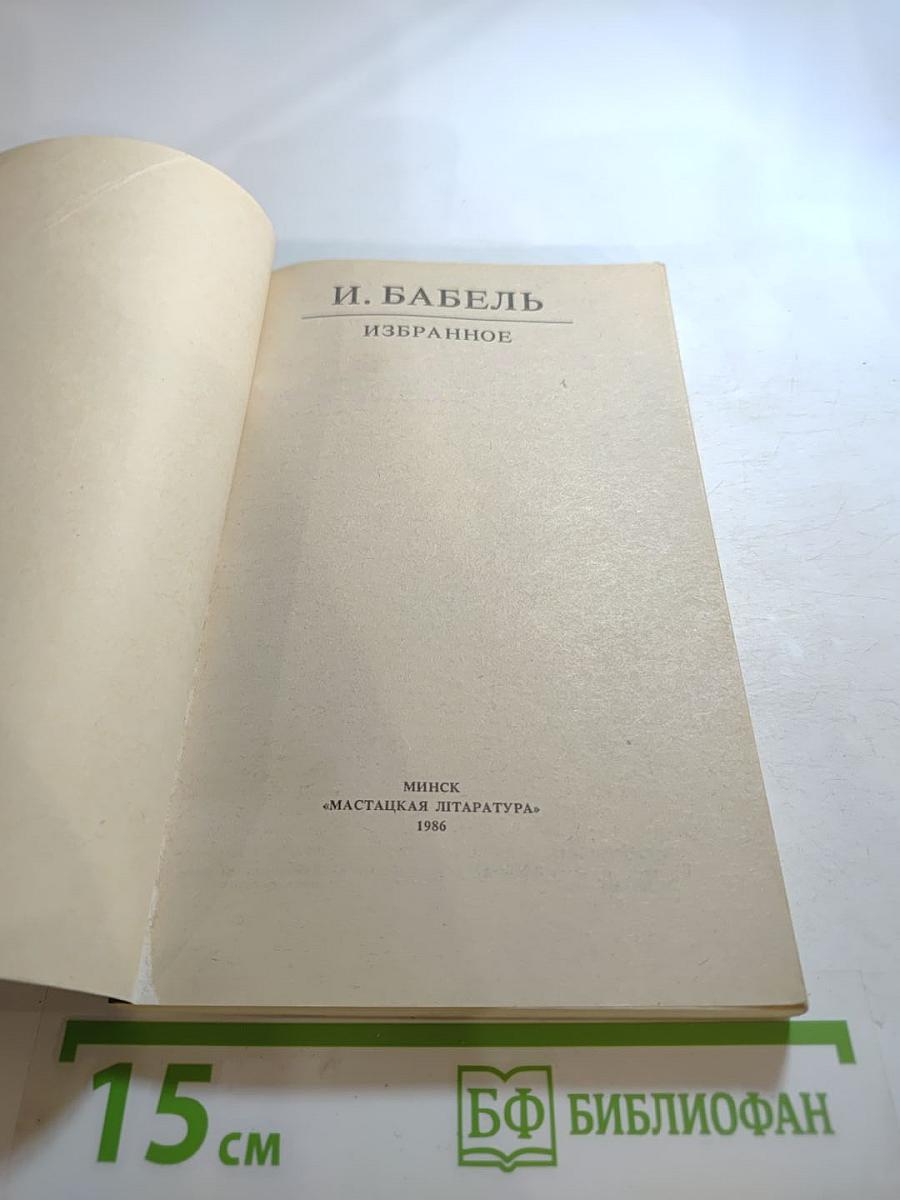 И. БАБЕЛЬ
ИЗБРАННОЕ
МИНСК
«МАСТАЦКАЯ ЛІТАРАТУРА»
1986
15 см
БФ БИБЛИОФАН